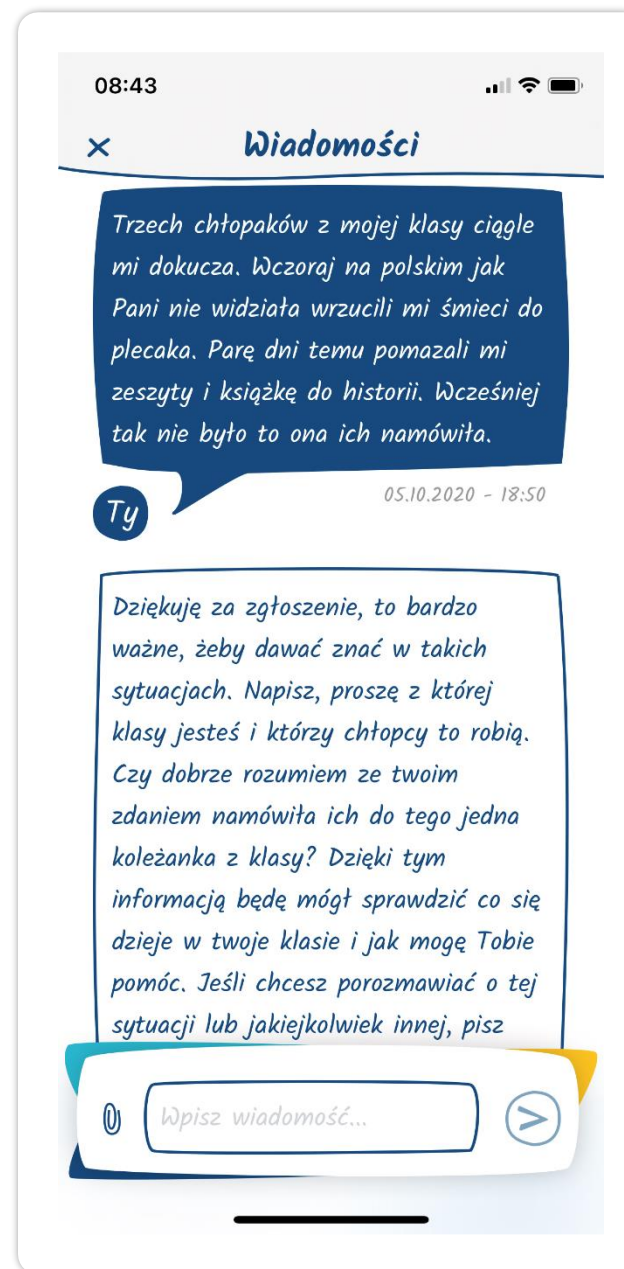 08:43
Wiadomości
Trzech chłopaków z mojej klasy ciągle
mi dokucza. Wczoraj na polskim jak
Pani nie widziała wrzucili mi śmieci do
plecaka. Parę dni temu pomazali mi
zeszyty i książkę do historii. Wcześniej
tak nie było to ona ich namówiła.
05.10.2020 - 18:50
Ty
Dziękuję za zgłoszenie, to bardzo
ważne, żeby dawać znać w takich
sytuacjach. Napisz, proszę z której
klasy jesteś i którzy chłopcy to robią.
Czy dobrze rozumiem ze twoim
zdaniem namówiła ich do tego jedna
koleżanka z klasy? Dzięki tym
informacją będę mógł sprawdzić co się
dzieje w twoje klasie i jak mogę Tobie
pomóc. Jeśli chcesz porozmawiać o tej
sytuacji lub jakiejkolwiek innej, pisz
Wpisz wiadomość...